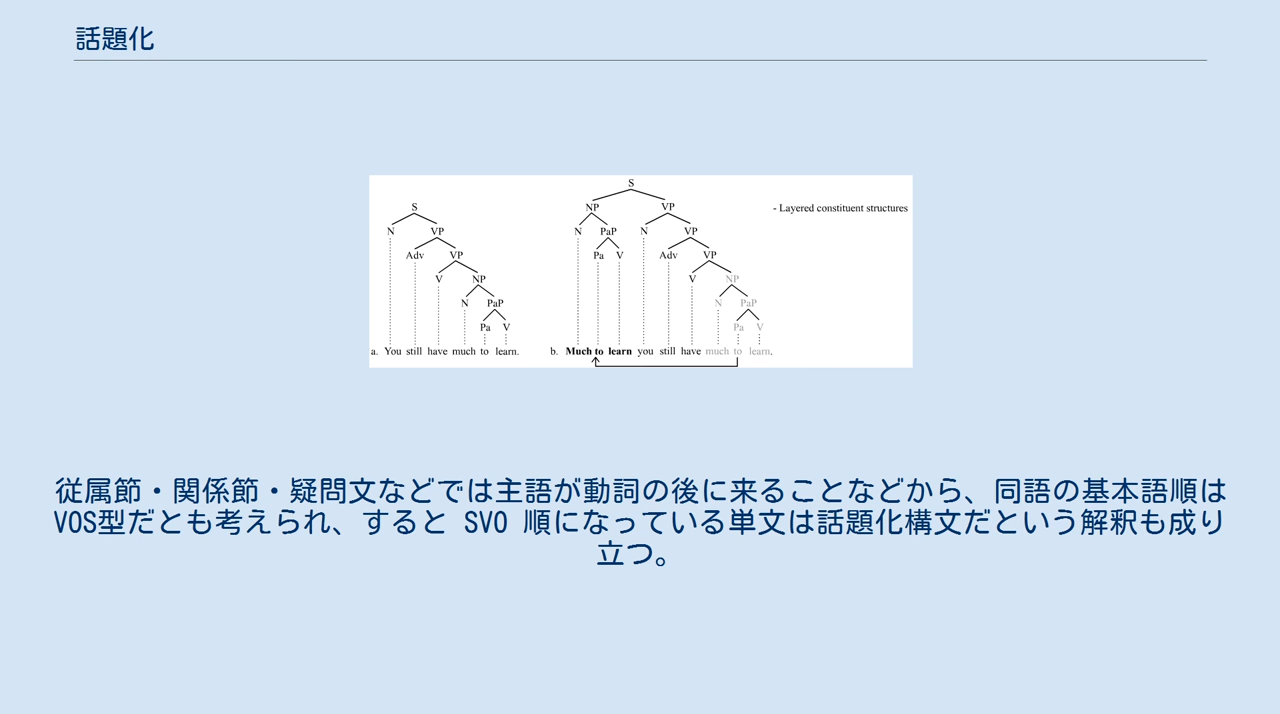 話題化
S
S
NP VP - Layered constituent structures
N VP N PaP N VP
Adv VP Pa V Adv VP
V NP V NP
N PaP N PaP
Pa V Pa V
a. You still have much to learn. b. Much to learn you still have much to learn.
従属節・関係節・疑問文などでは主語が動詞の後に来ることなどから、同語の基本語順は
VOS型だとも考えられ、すると SVO 順になっている単文は話題化構文だという解釈も成り
立つ。